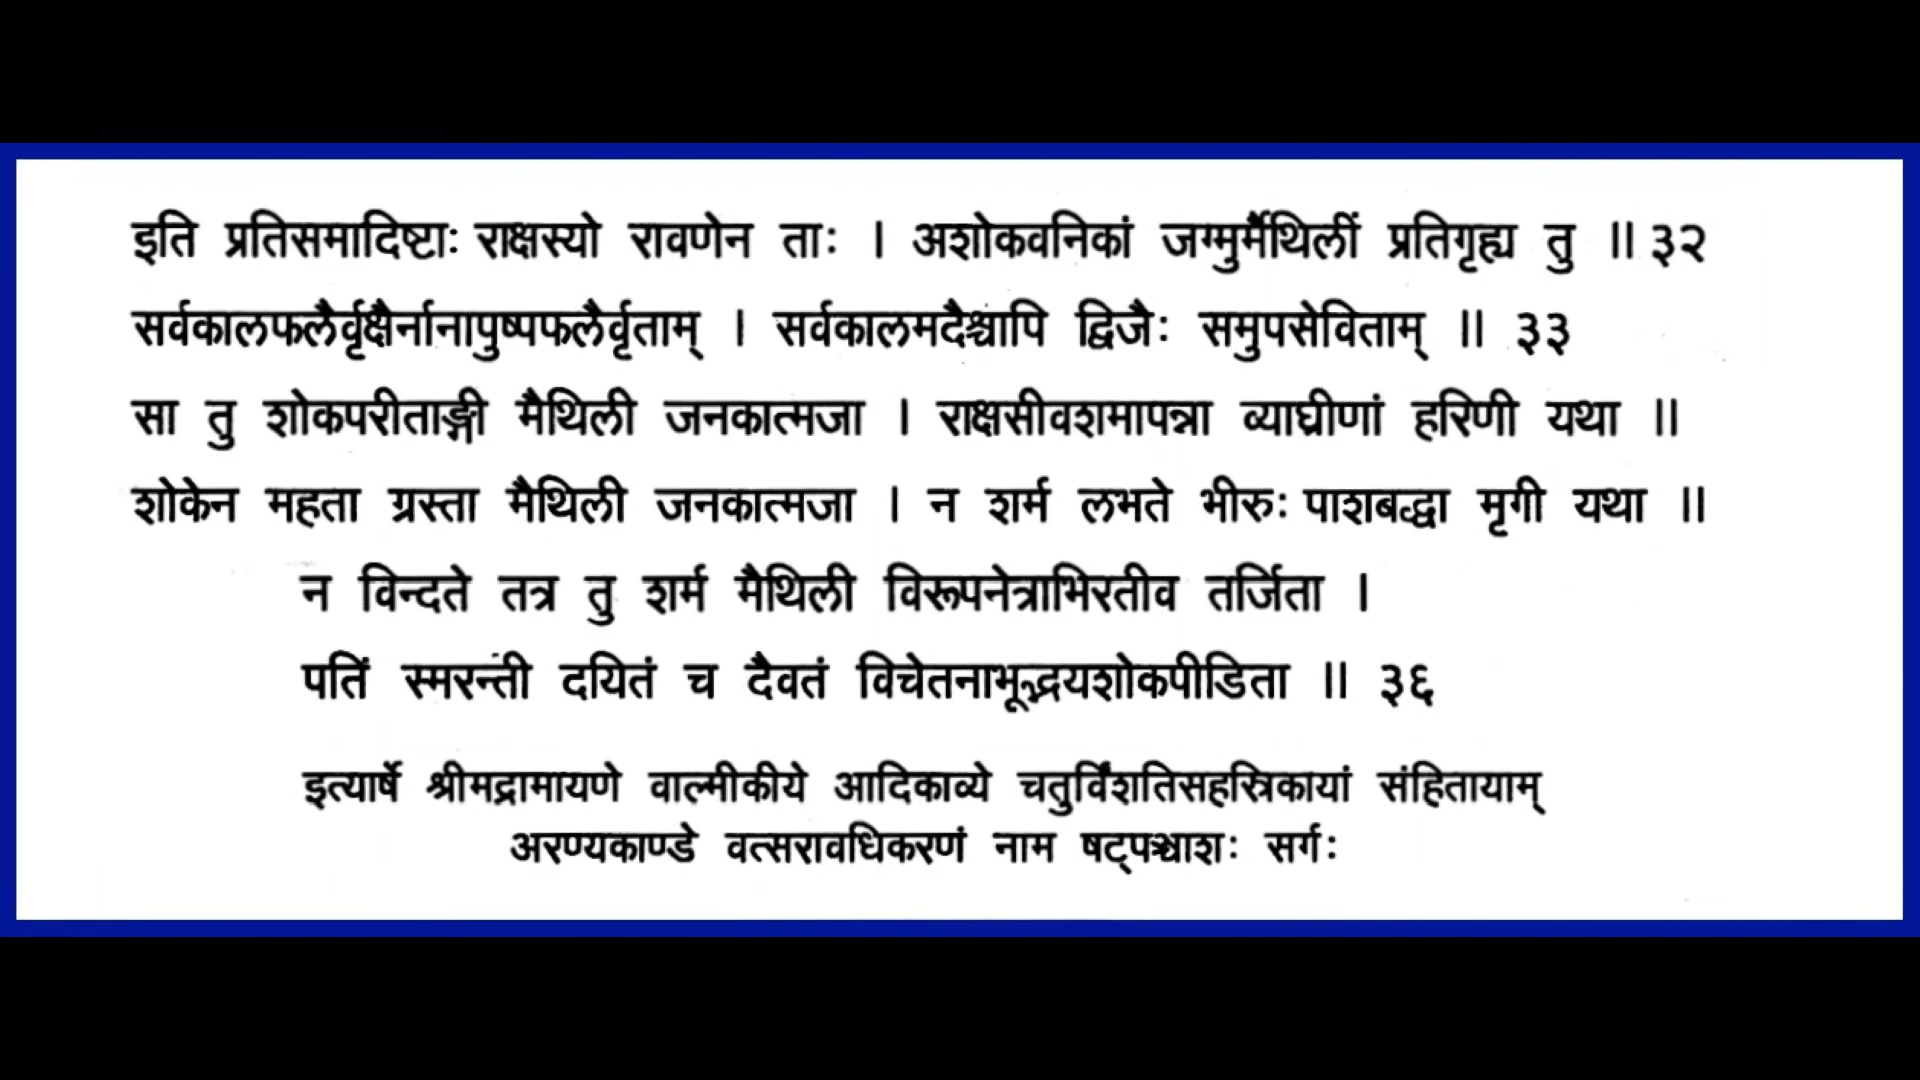 इति प्रतिसमादिष्टाः राक्षस्यो रावणेन ताः । अशोकवनिकां जग्मुर्मैथिलीं प्रतिगृह्य तु ॥ ३२
सर्वकालफलैर्वृक्षैर्नानापुष्पफलैर्वृताम् । सर्वकालमदैश्चापि द्विजैः समुपसेविताम् ॥ ३३
सा तु शोकपरीताङ्गी मैथिली जनकात्मजा । राक्षसीवशमापन्ना व्याघ्रीणां हरिणी यथा ॥
शोकेन महता ग्रस्ता मैथिली जनकात्मजा । न शर्म लभते भीरुः पाशबद्धा मृगी यथा ॥
न विन्दते तत्र तु शर्म मैथिली विरूपनेत्राभिरतीव तर्जिता ।
पतिं स्मरन्ती दयितं च दैवतं विचेतनाभूद्भयशोकपीडिता ॥ ३६
इत्यार्षे श्रीमद्रामायणे वाल्मीकीये आदिकाव्ये चतुर्विंशतिसहस्रिकायां संहितायाम्
अरण्यकाण्डे वत्सरावधिकरणं नाम षट्पञ्चाशः सर्गः